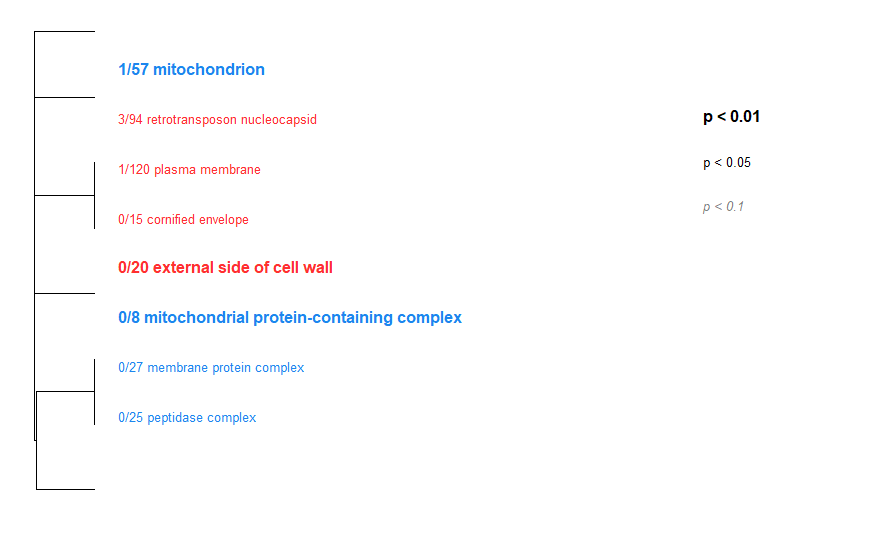 1/57 mitochondrion
3/94 retrotransposon nucleocapsid
1/120 plasma membrane
0/15 cornified envelope
0/20 external side of cell wall
0/8 mitochondrial protein-containing complex
0/27 membrane protein complex
0/25 peptidase complex
p < 0.01
p < 0.05
p < 0.1